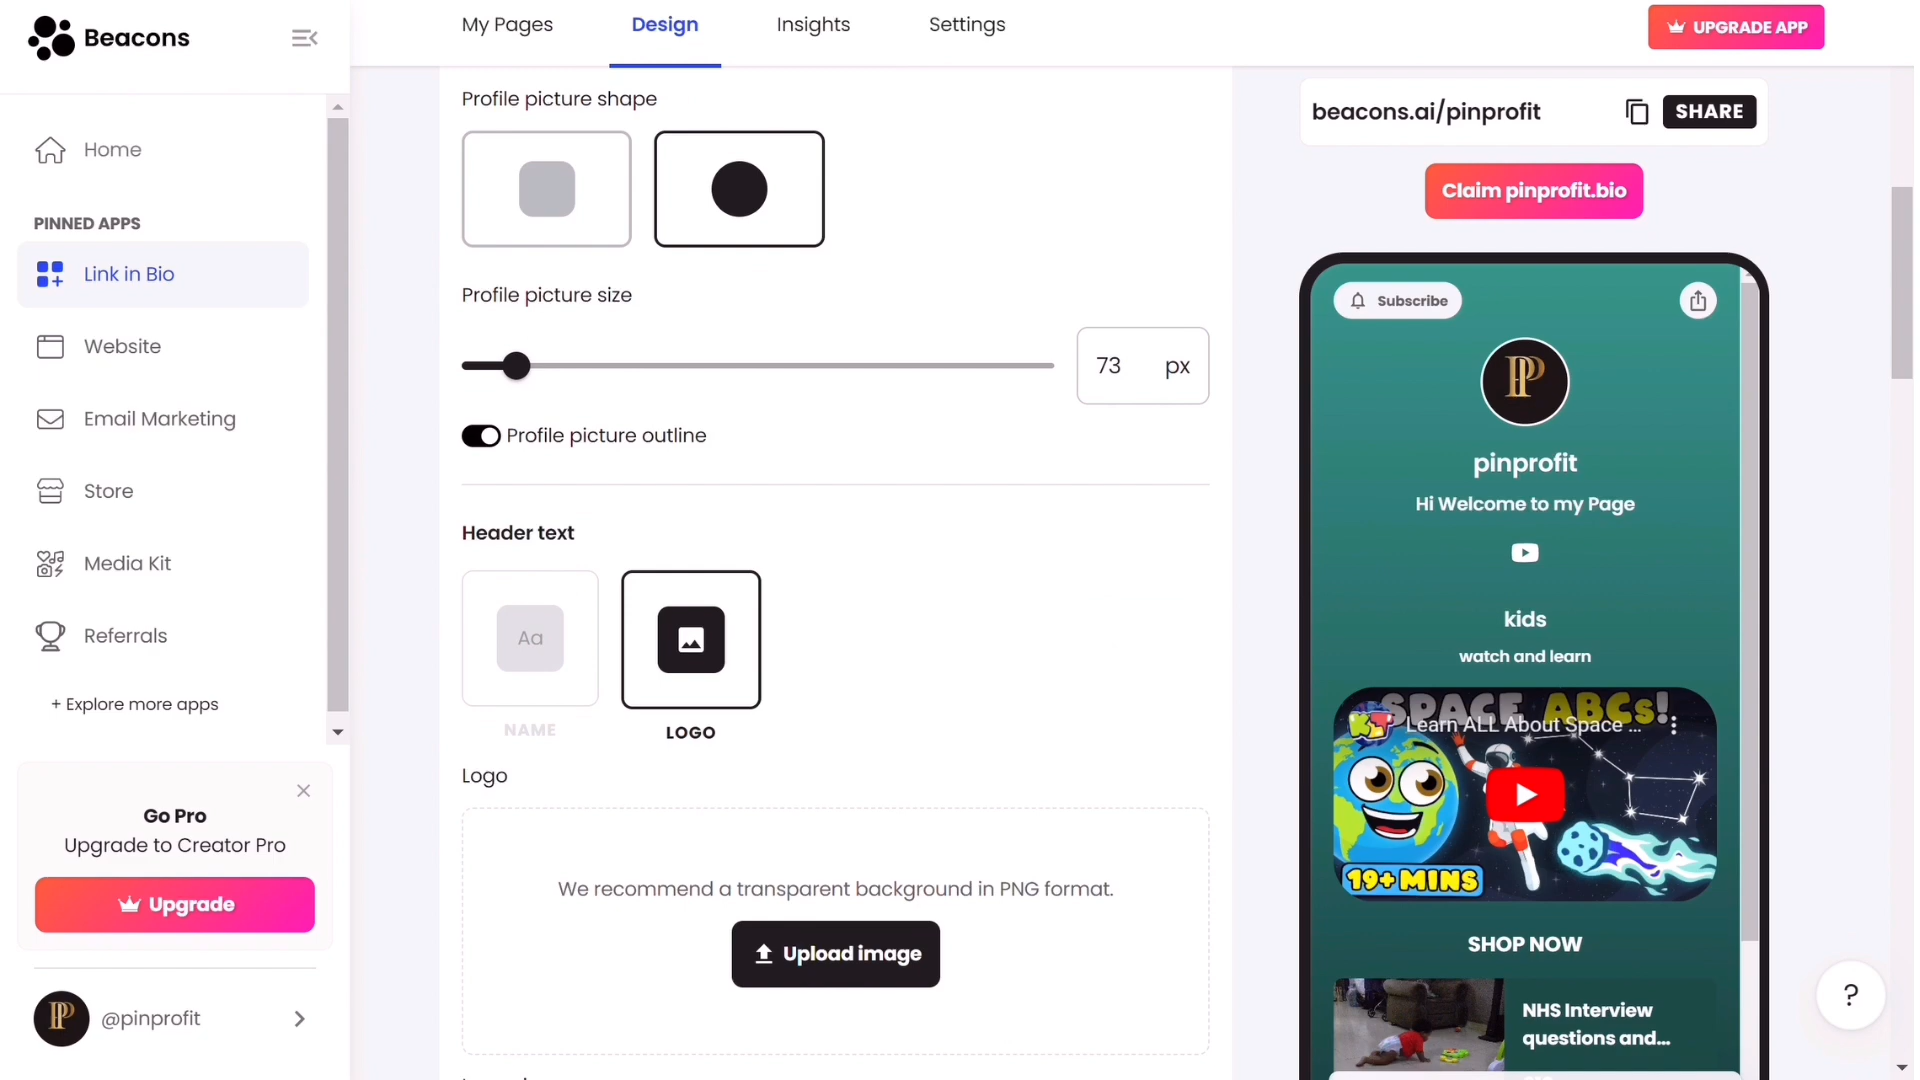 Beacons
Home
PINNED APPS
Link in Bio
Website
Email Marketing
Store
Media Kit
Referrals
+ Explore more apps
Go Pro
Upgrade to Creator Pro
Upgrade
@pinprofit
My Pages
Design
Insights
Settings
UPGRADE APP
Profile picture shape
Profile picture size
73 px
Profile picture outline
Header text
Aa
NAME
LOGO
Logo
We recommend a transparent background in PNG format.
Upload image
beacons.ai/pinprofit
SHARE
Claim pinprofit.bio
Subscribe
pinprofit
Hi Welcome to my Page
kids
watch and learn
SPACE ABCs!
Learn ALL About Space ...
19+ MINS
SHOP NOW
NHS Interview
questions and...
?